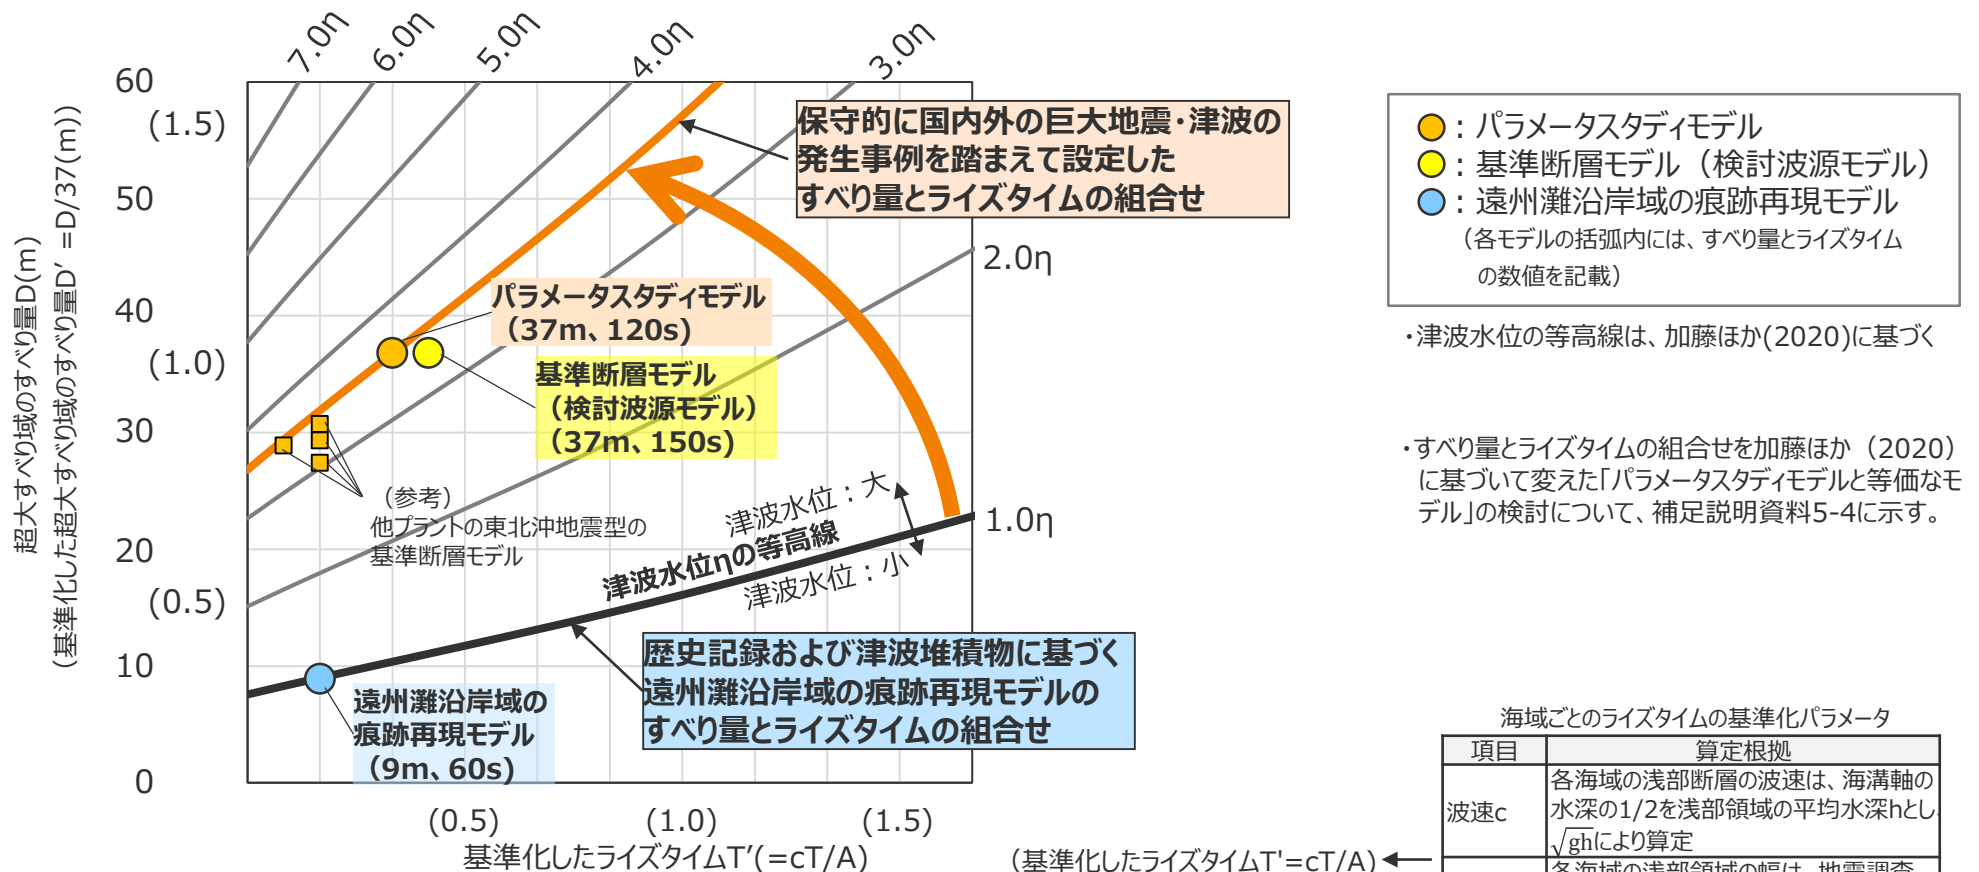 7.0η
6.0η
5.0η
4.0η
3.0η
2.0η
1.0η
60
(1.5)
50
40
(1.0)
30
20
(0.5)
10
0
超大すべり域のすべり量D(m)
(基準化した超大すべり域のすべり量D' =D/37(m))
保守的に国内外の巨大地震・津波の
発生事例を踏まえて設定した
すべり量とライズタイムの組合せ
パラメータスタディモデル
(37m、120s)
基準断層モデル
(検討波源モデル)
(37m、150s)
(参考)
他プラントの東北沖地震型の
基準断層モデル
津波水位:大
津波水位ηの等高線
津波水位:小
歴史記録および津波堆積物に基づく
遠州灘沿岸域の痕跡再現モデルの
すべり量とライズタイムの組合せ
遠州灘沿岸域の
痕跡再現モデル
(9m、60s)
(0.5)
(1.0)
(1.5)
基準化したライズタイムT'(=cT/A)
(基準化したライズタイムT'=cT/A)
:パラメータスタディモデル
:基準断層モデル(検討波源モデル)
:遠州灘沿岸域の痕跡再現モデル
(各モデルの括弧内には、すべり量とライズタイム
の数値を記載)
・津波水位の等高線は、加藤ほか(2020)に基づく
・すべり量とライズタイムの組合せを加藤ほか(2020)
に基づいて変えた「パラメータスタディモデルと等価なモ
デル」の検討について、補足説明資料5-4に示す。
海域ごとのライズタイムの基準化パラメータ
項目
算定根拠
波速c
各海域の浅部断層の波速は、海溝軸の
水深の1/2を浅部領域の平均水深hとし
√ghにより算定
各海域の浅部領域の幅は、地震調査